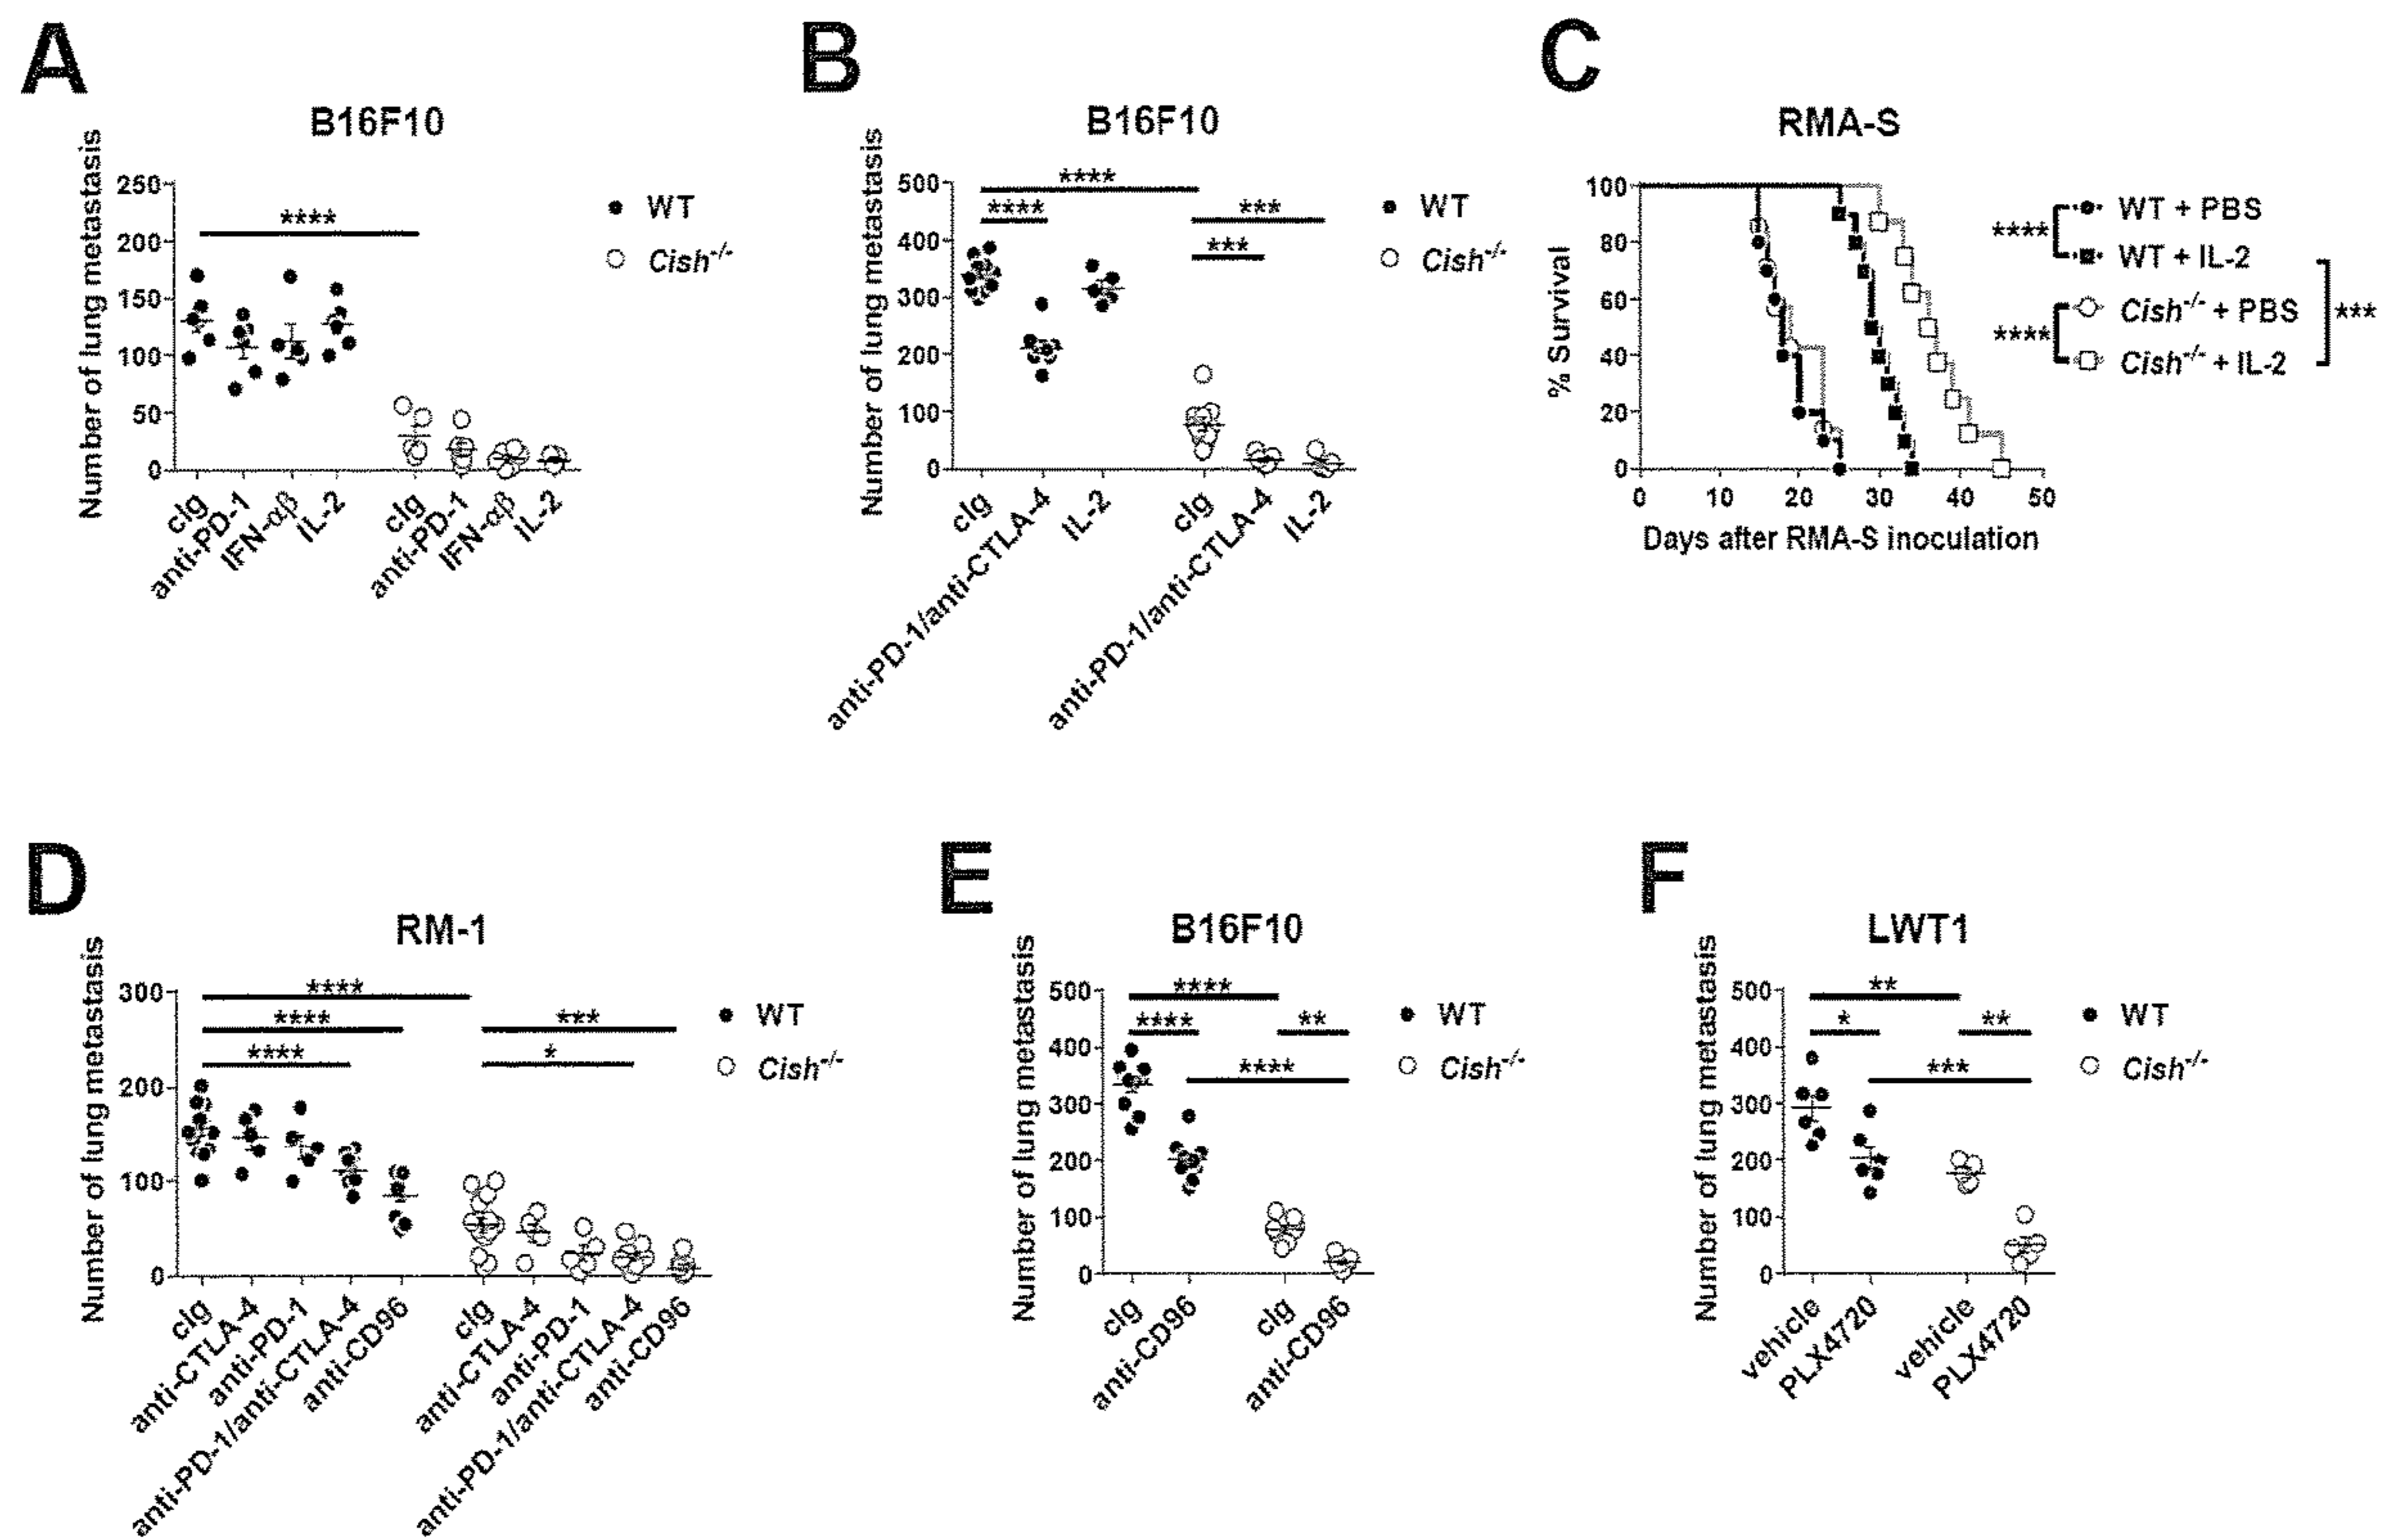 A
B16F10
Number of lung metastasis
250
200
150
100
50
0
****
WT
Cish-/-
cIg
anti-PD-1
IFN-αβ
IL-2
cIg
anti-PD-1
IFN-αβ
IL-2
B
B16F10
Number of lung metastasis
500
400
300
200
100
0
****
****
***
***
WT
Cish-/-
cIg
anti-PD-1/anti-CTLA-4
IL-2
cIg
anti-PD-1/anti-CTLA-4
IL-2
C
RMA-S
% Survival
100
80
60
40
20
0
0 10 20 30 40 50
Days after RMA-S inoculation
**** WT + PBS
WT + IL-2
**** Cish-/- + PBS
Cish-/- + IL-2
***
D
RM-1
Number of lung metastasis
300
200
100
0
****
****
****
***
*
WT
Cish-/-
cIg
anti-CTLA-4
anti-PD-1
anti-PD-1/anti-CTLA-4
anti-CD96
cIg
anti-CTLA-4
anti-PD-1
anti-PD-1/anti-CTLA-4
anti-CD96
E
B16F10
Number of lung metastasis
500
400
300
200
100
0
****
****
**
****
WT
Cish-/-
cIg
anti-CD96
cIg
anti-CD96
F
LWT1
Number of lung metastasis
500
400
300
200
100
0
**
*
**
***
WT
Cish-/-
vehicle
PLX4720
vehicle
PLX4720